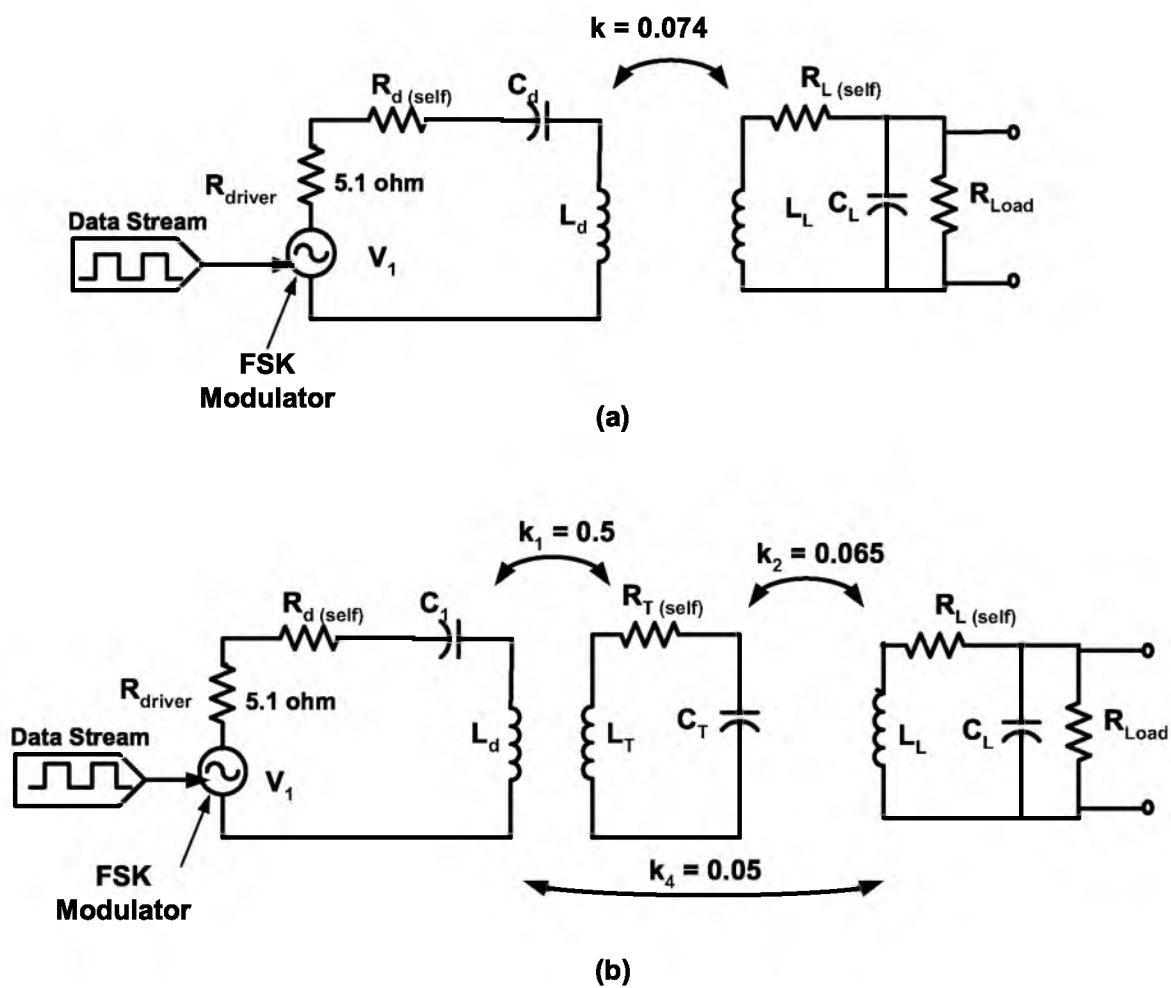 k = 0.074
R_d (self)
C_d
R_L (self)
R_driver
5.1 ohm
L_d
L_L
C_L
R_Load
Data Stream
V_1
FSK
Modulator
(a)
k_1 = 0.5
k_2 = 0.065
R_d (self)
C_1
R_T (self)
R_L (self)
R_driver
5.1 ohm
L_d
L_T
C_T
L_L
C_L
R_Load
Data Stream
V_1
k_4 = 0.05
FSK
Modulator
(b)